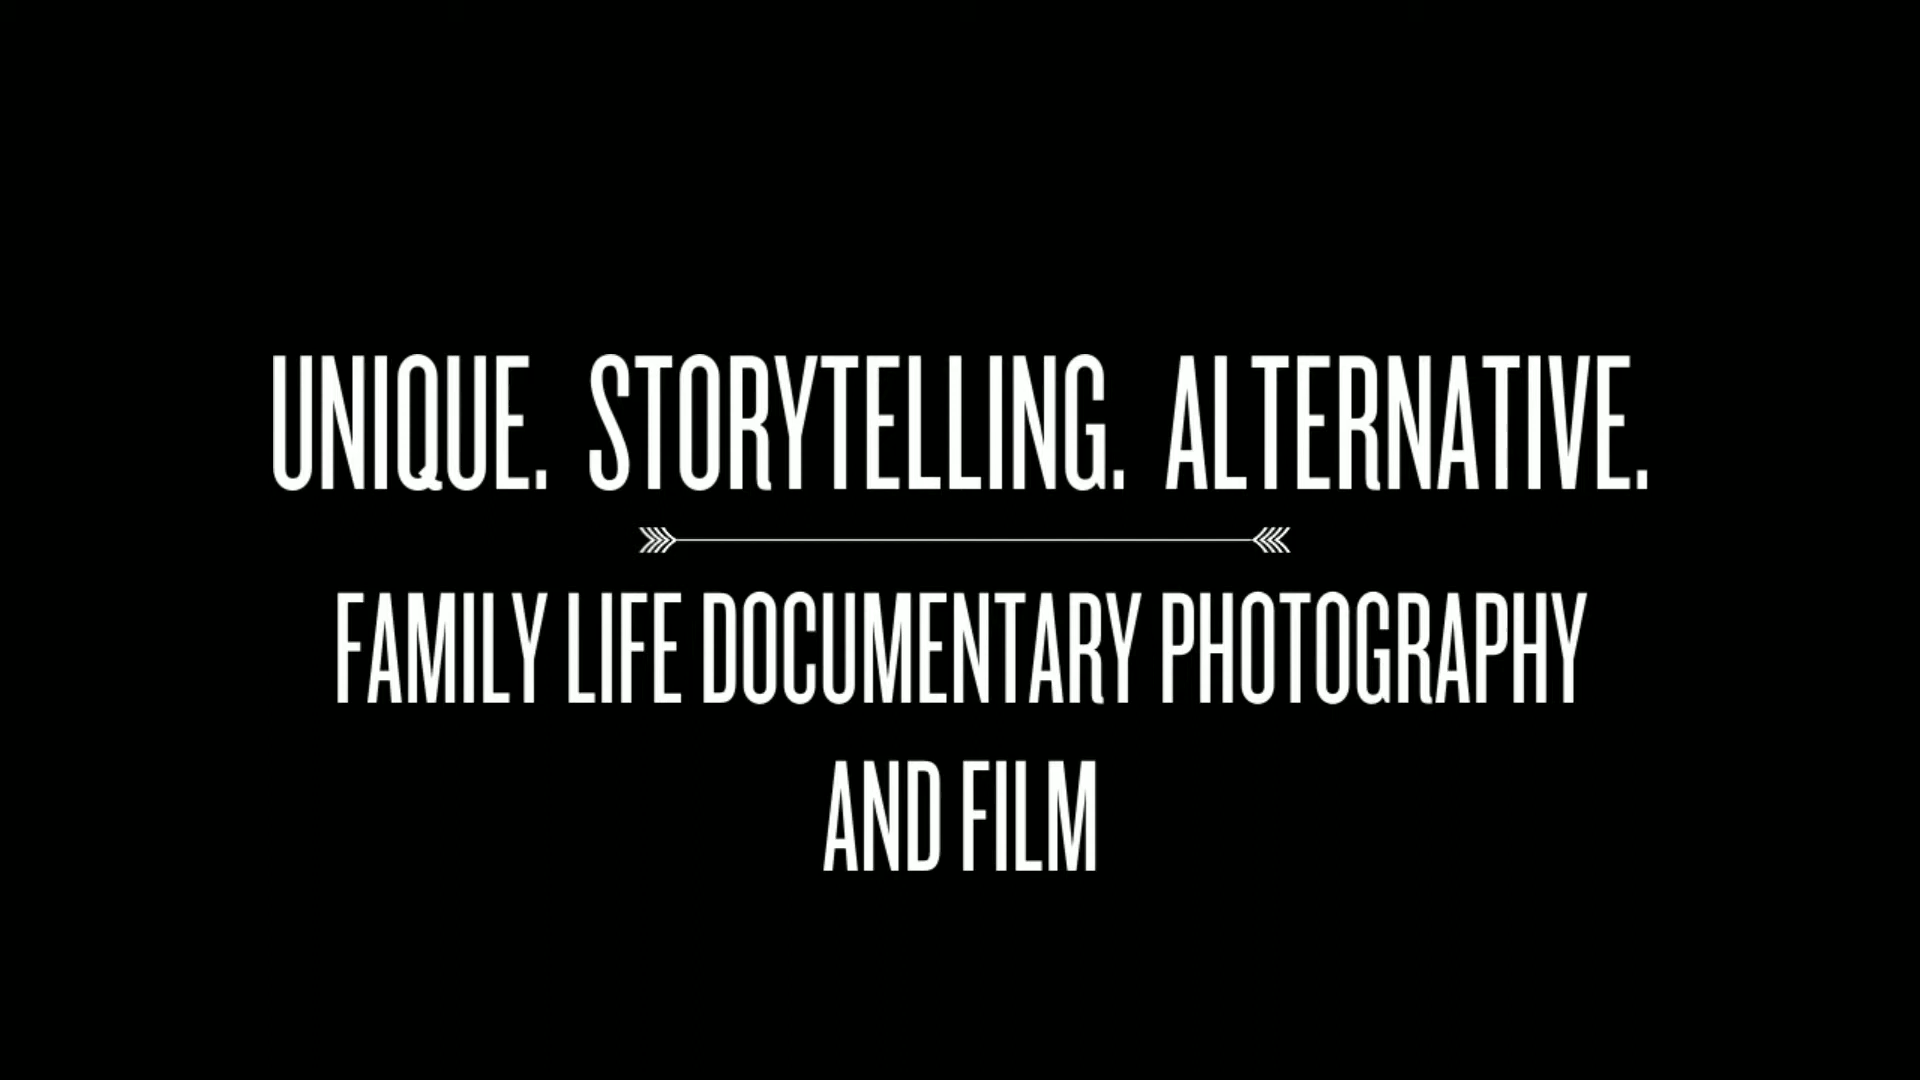 UNIQUE. STORYTELLING. ALTERNATIVE.
FAMILY LIFE DOCUMENTARY PHOTOGRAPHY
AND FILM